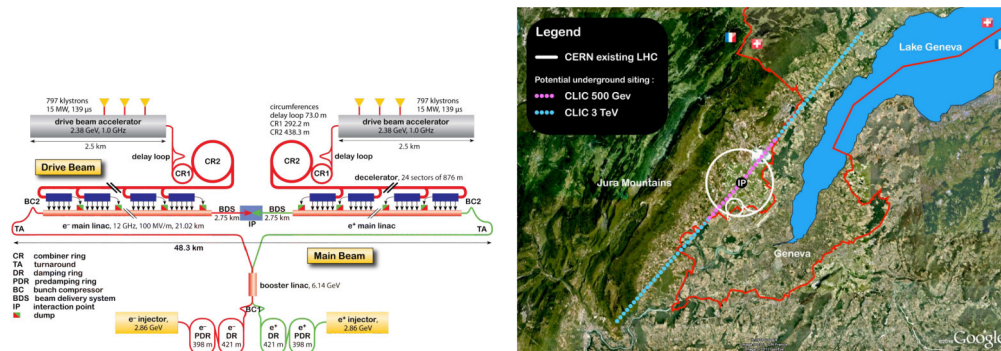 797 klystrons
15 MW, 139 μs
drive beam accelerator
2.38 GeV, 1.0 GHz
2.5 km
delay loop
CR2
CR1
circumferences
delay loop 73.0 m
CR1 292.2 m
CR2 438.3 m
797 klystrons
15 MW, 139 μs
drive beam accelerator
2.38 GeV, 1.0 GHz
2.5 km
delay loop
CR2
CR1
Drive Beam
decelerator, 24 sectors of 876 m
BC2
BDS
2.75 km
IP
BDS
2.75 km
BC2
TA
e⁻ main linac, 12 GHz, 100 MV/m, 21.02 km
e⁺ main linac
TA
48.3 km
CR combiner ring
TA turnaround
DR damping ring
PDR predamping ring
BC bunch compressor
BDS beam delivery system
IP interaction point
dump
Main Beam
booster linac, 6.14 GeV
BC1
e⁻ injector,
2.86 GeV
e⁻
PDR
398 m
e⁻
DR
421 m
e⁺
DR
421 m
e⁺
PDR
398 m
e⁺ injector,
2.86 GeV
Legend
CERN existing LHC
Potential underground siting :
CLIC 500 Gev
CLIC 3 TeV
Lake Geneva
Jura Mountains
IP
Geneva
Google